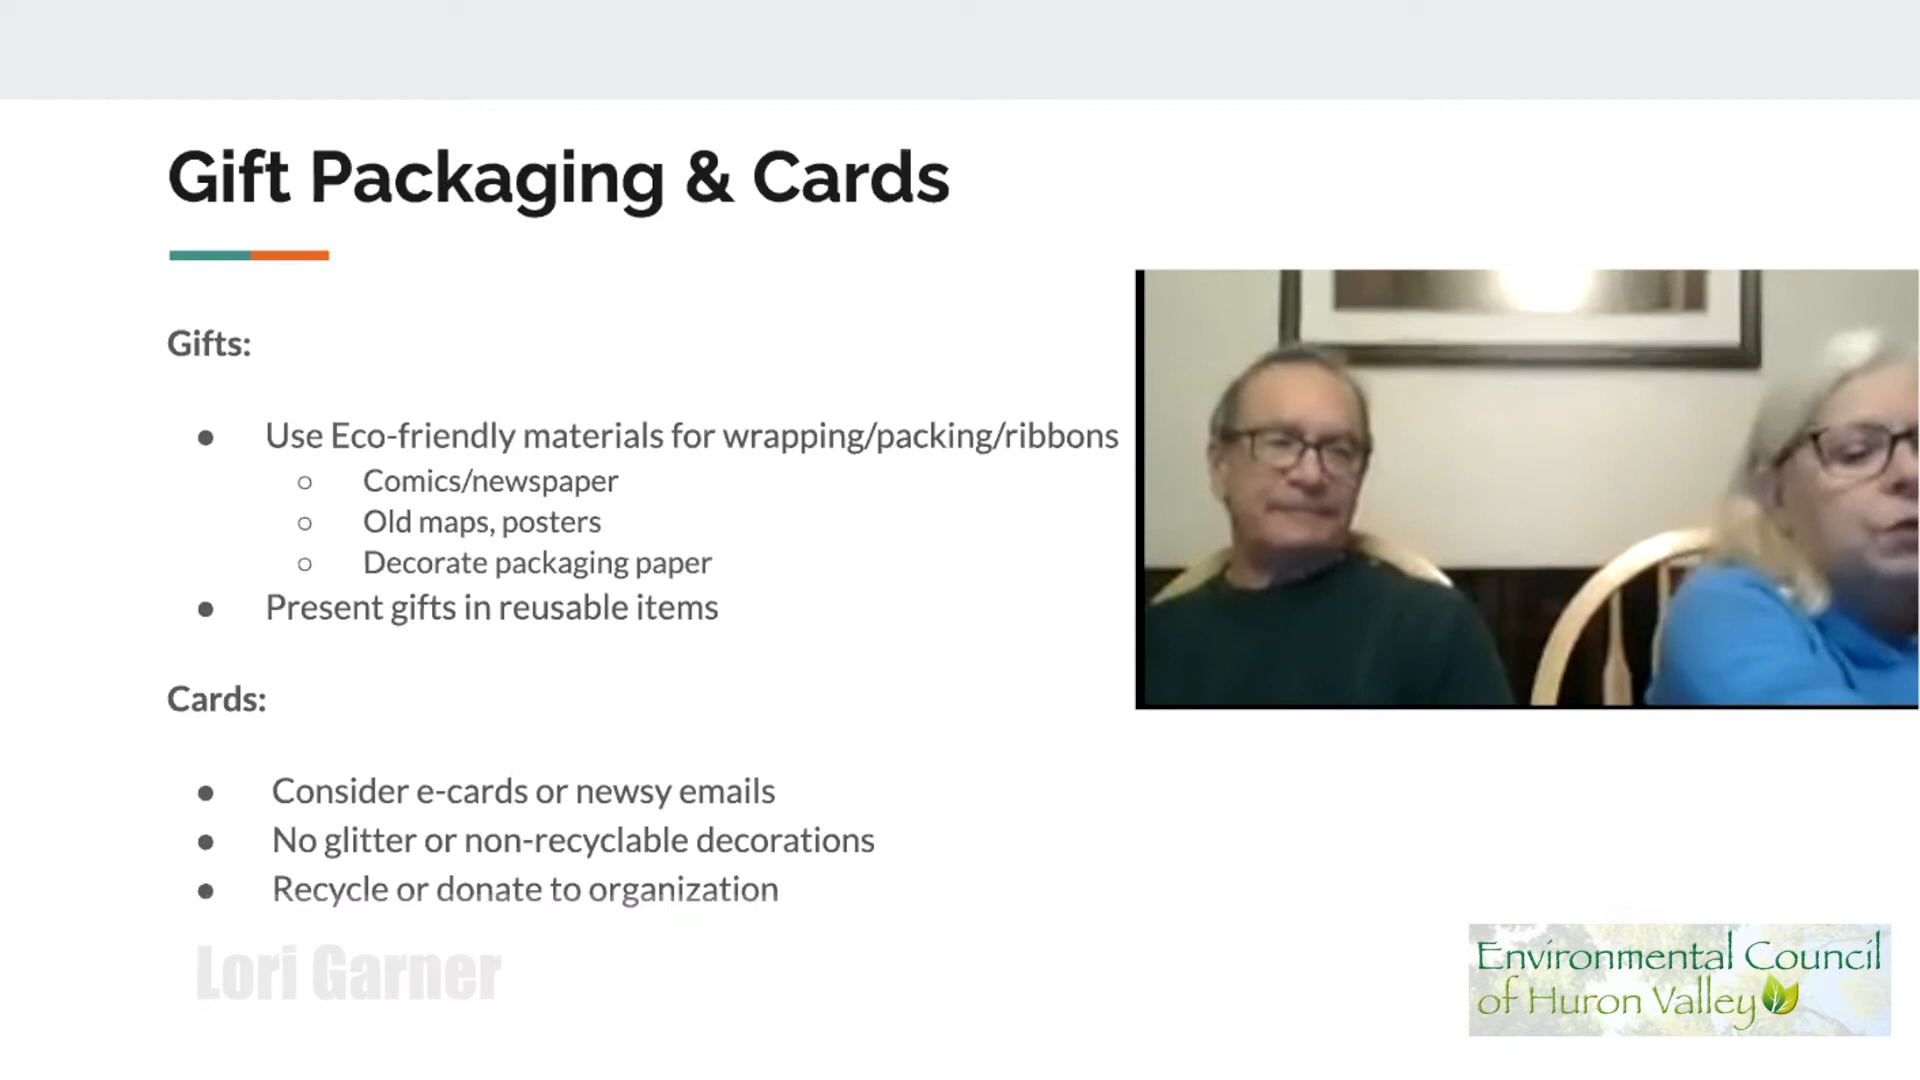 Gift Packaging & Cards
Gifts:
● Use Eco-friendly materials for wrapping/packing/ribbons
○ Comics/newspaper
○ Old maps, posters
○ Decorate packaging paper
● Present gifts in reusable items
Cards:
● Consider e-cards or newsy emails
● No glitter or non-recyclable decorations
● Recycle or donate to organization
Lori Garner
Environmental Council
of Huron Valley